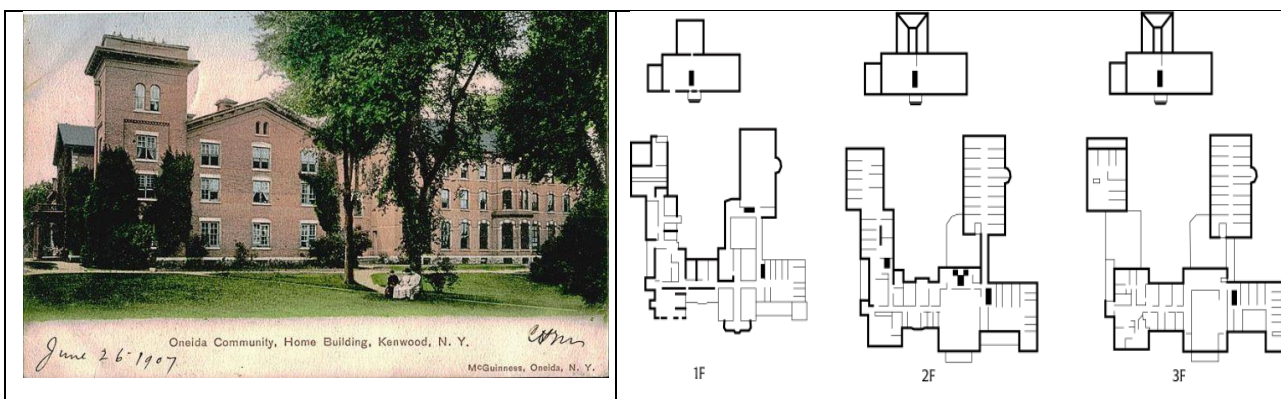 Oneida Community, Home Building, Kenwood, N. Y.
June 26 1907
McGuinness, Oneida, N. Y.
1F
2F
3F